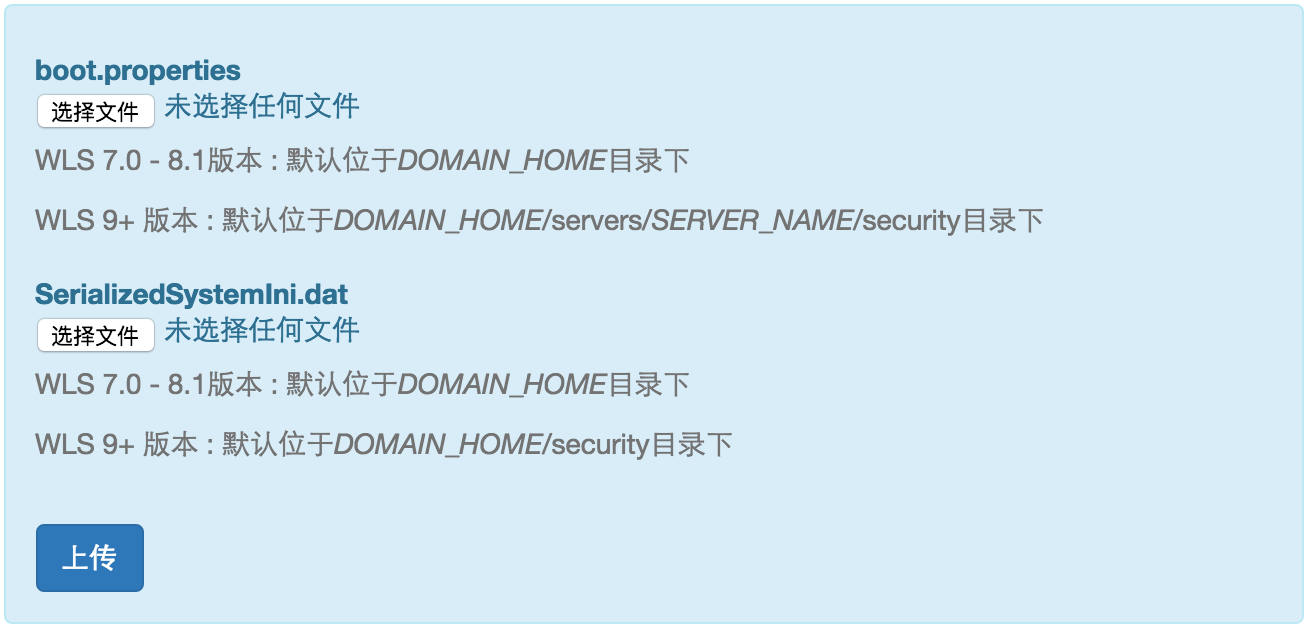 boot.properties
选择文件 未选择任何文件
WLS 7.0 - 8.1版本 : 默认位于DOMAIN_HOME目录下
WLS 9+ 版本 : 默认位于DOMAIN_HOME/servers/SERVER_NAME/security目录下
SerializedSystemIni.dat
选择文件 未选择任何文件
WLS 7.0 - 8.1版本 : 默认位于DOMAIN_HOME目录下
WLS 9+ 版本 : 默认位于DOMAIN_HOME/security目录下
上传